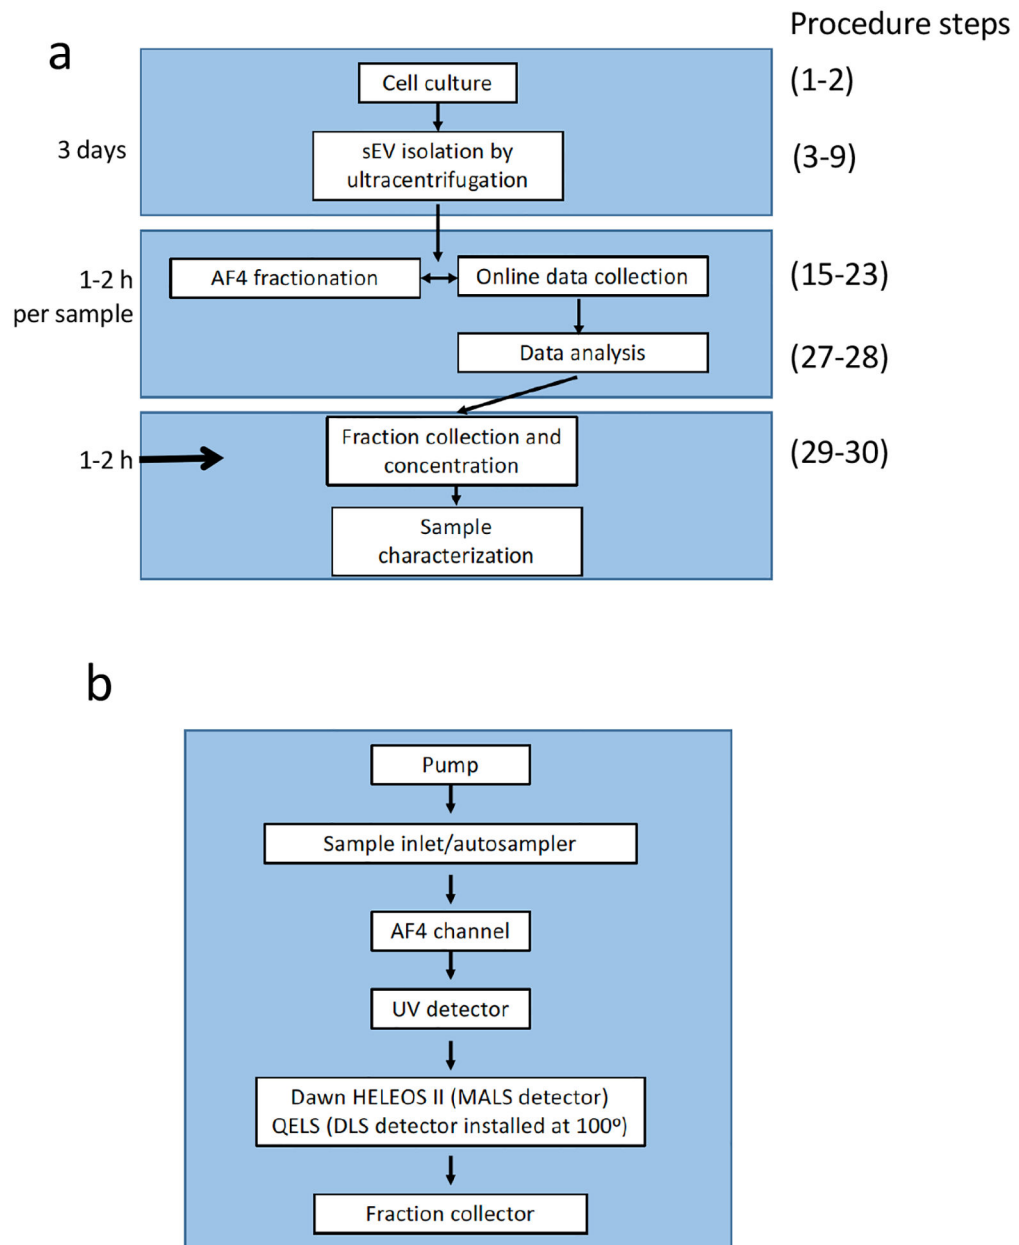 Procedure steps
a
Cell culture
(1-2)
3 days
sEV isolation by
ultracentrifugation
(3-9)
1-2 h
per sample
AF4 fractionation
Online data collection
(15-23)
Data analysis
(27-28)
1-2 h
Fraction collection and
concentration
(29-30)
Sample
characterization
b
Pump
Sample inlet/autosampler
AF4 channel
UV detector
Dawn HELEOS II (MALS detector)
QELS (DLS detector installed at 100º)
Fraction collector